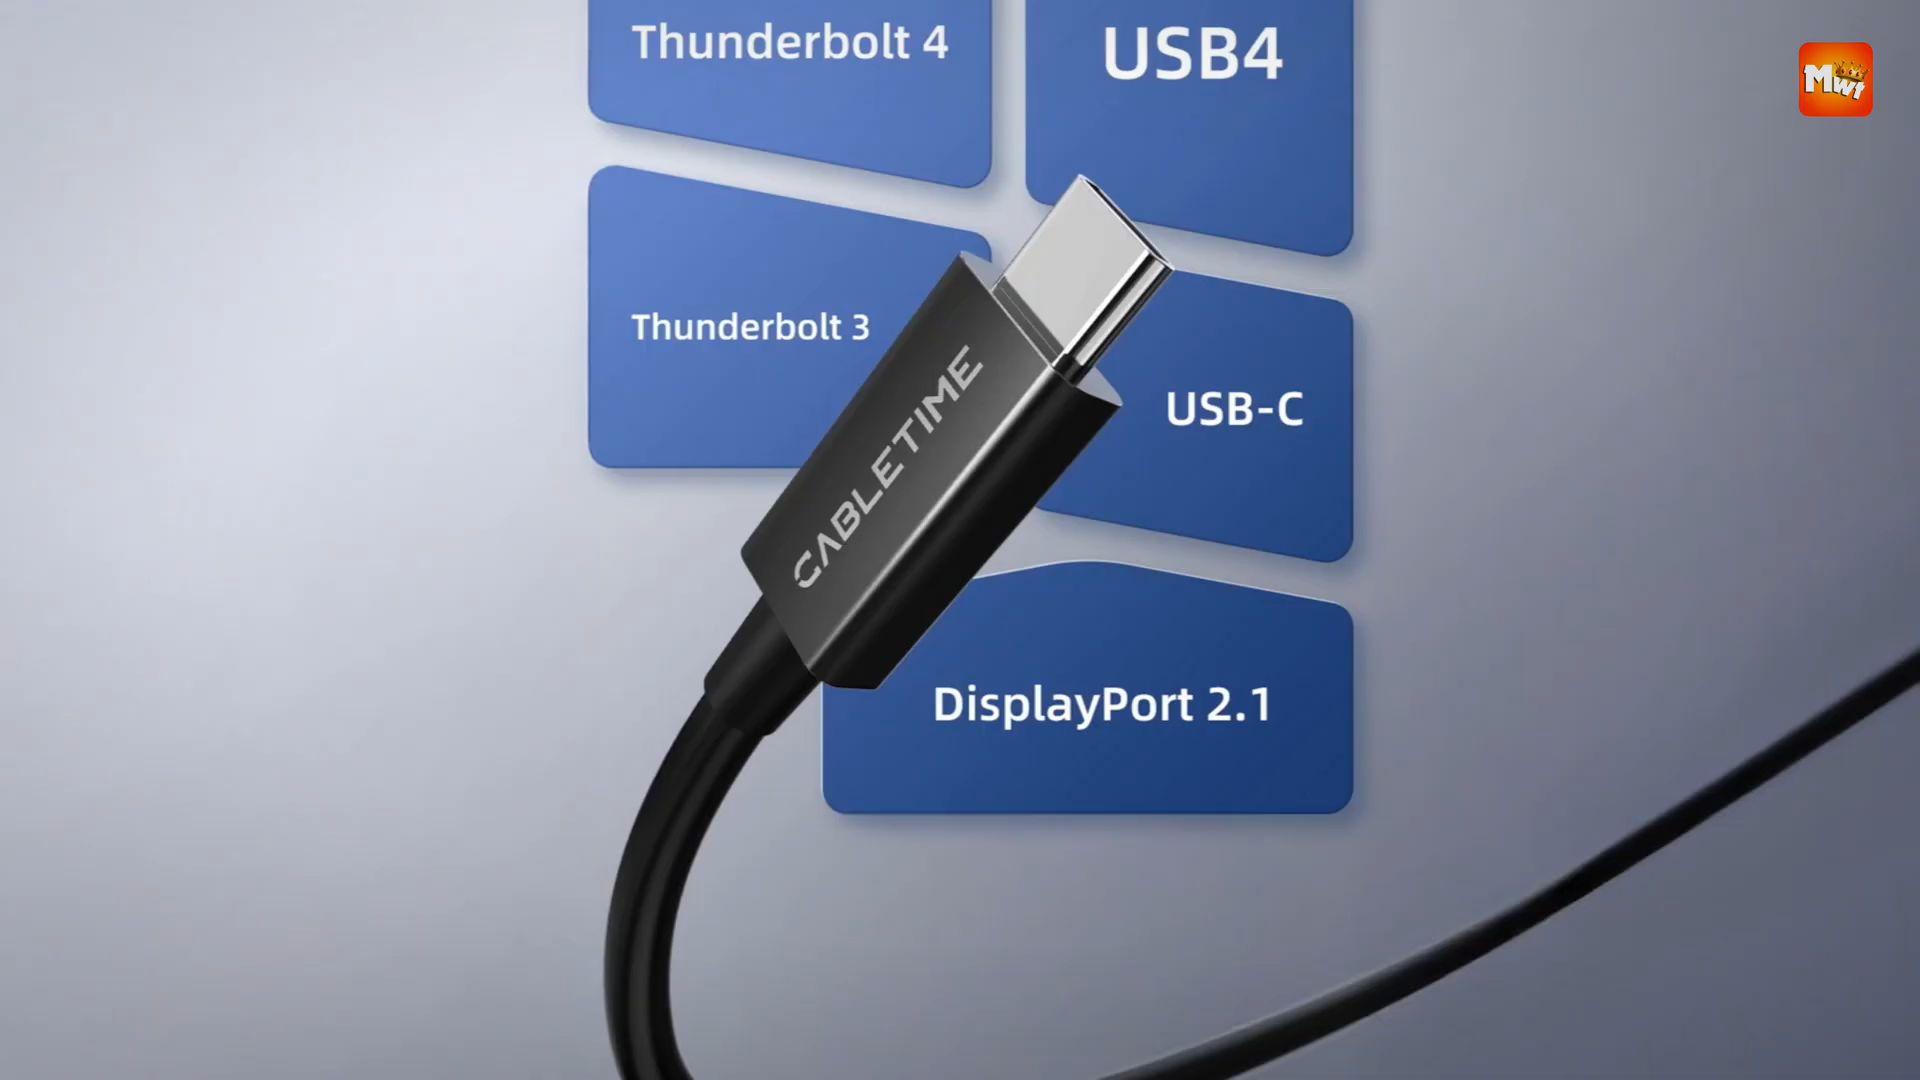 Thunderbolt 4
USB4
Mwt
Thunderbolt 3
USB-C
CABLETIME
DisplayPort 2.1